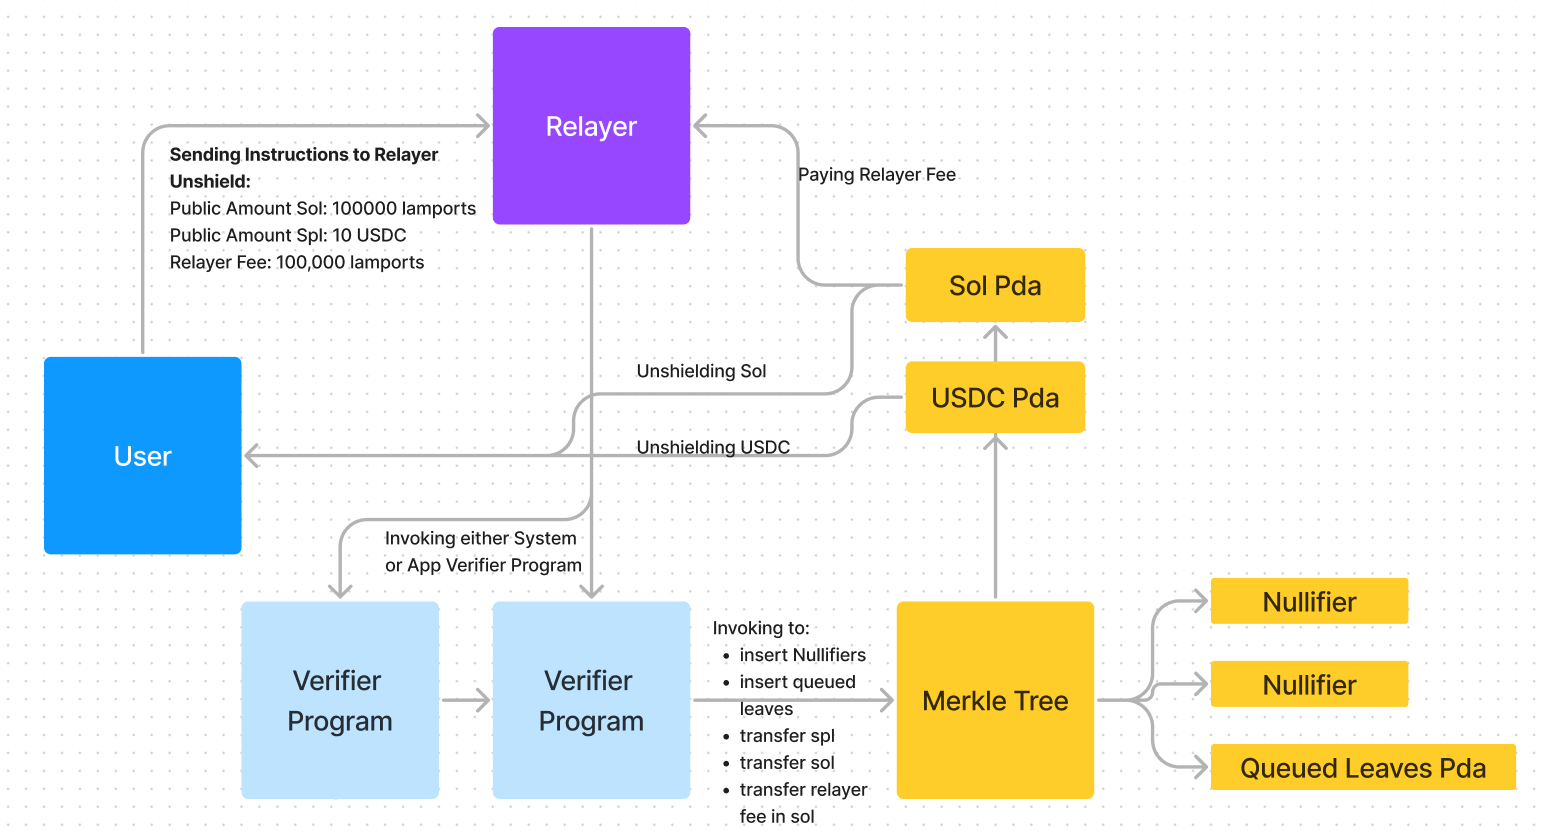 Relayer
Sending Instructions to Relayer
Unshield:
Public Amount Sol: 100000 lamports
Public Amount Spl: 10 USDC
Relayer Fee: 100,000 lamports
Paying Relayer Fee
Sol Pda
Unshielding Sol
USDC Pda
User
Unshielding USDC
Invoking either System
or App Verifier Program
Verifier
Program
Verifier
Program
Invoking to:
• insert Nullifiers
• insert queued
leaves
• transfer spl
• transfer sol
• transfer relayer
fee in sol
Merkle Tree
Nullifier
Nullifier
Queued Leaves Pda